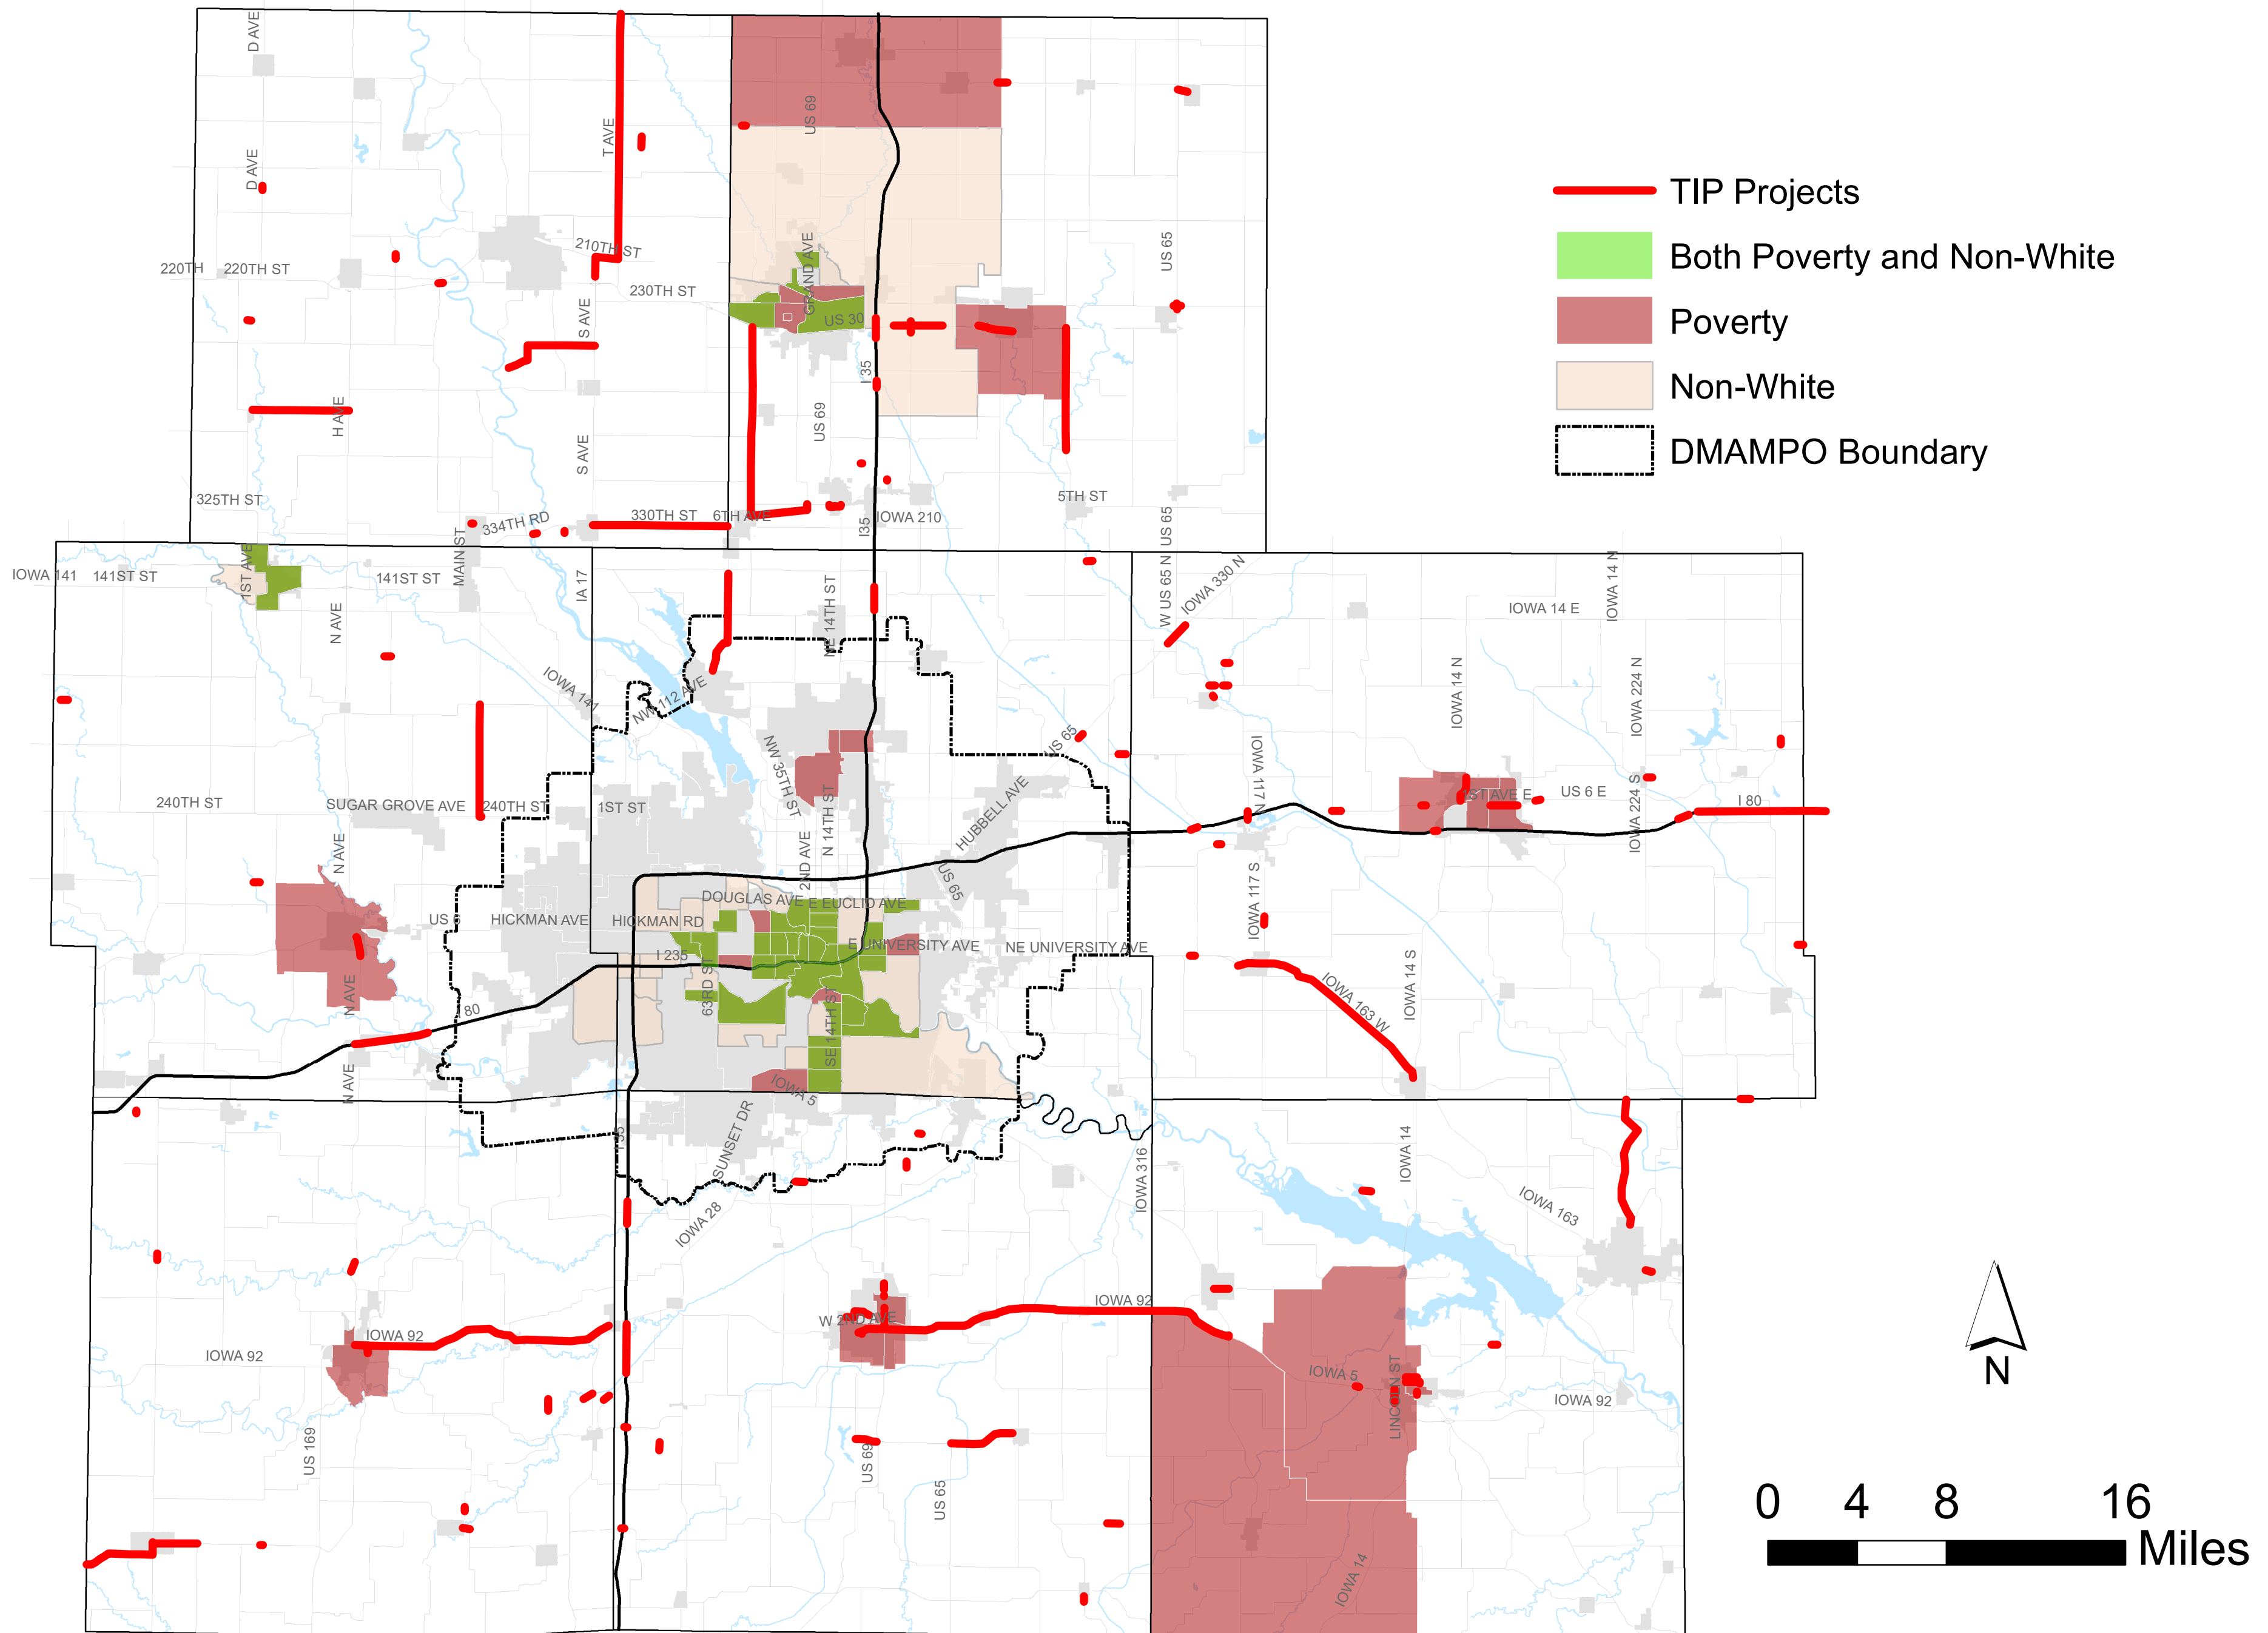 D AVE
T AVE
US 69
D AVE
TIP Projects
Both Poverty and Non-White
Poverty
Non-White
DMAMPO Boundary
210TH ST
220TH
220TH ST
230TH ST
GRAND AVE
US 30
US 65
S AVE
I 35
H AVE
US 69
S AVE
325TH ST
334TH RD
330TH ST
6TH AVE
I35
IOWA 210
5TH ST
US 65
W US 65 N
IOWA 330 N
IOWA 14 N
IOWA 14 E
IOWA 141
141ST ST
1ST AVE
141ST ST
MAIN ST
IA 17
N AVE
NE 14TH ST
IOWA 141
NW 112 AVE
IOWA 14 N
IOWA 224 N
NW 35TH ST
US 65
IOWA 117 N
240TH ST
SUGAR GROVE AVE
240TH ST
1ST ST
N 14TH ST
HUBBELL AVE
US 6 E
I 80
IOWA 224 S
N AVE
2ND AVE
US 65
IOWA 117 S
US 6
HICKMAN AVE
HICKMAN RD
DOUGLAS AVE
E EUCLID AVE
E UNIVERSITY AVE
NE UNIVERSITY AVE
I 235
63RD ST
N AVE
80
SE 14TH ST
IOWA 163 W
IOWA 14 S
N AVE
IOWA 5
I 35
SUNSET DR
IOWA 28
IOWA 316
IOWA 14
IOWA 163
IOWA 92
IOWA 92
W 2ND AVE
IOWA 92
IOWA 5
LINCOLN ST
IOWA 92
US 169
US 69
US 65
IOWA 14
N
0 4 8 16
Miles